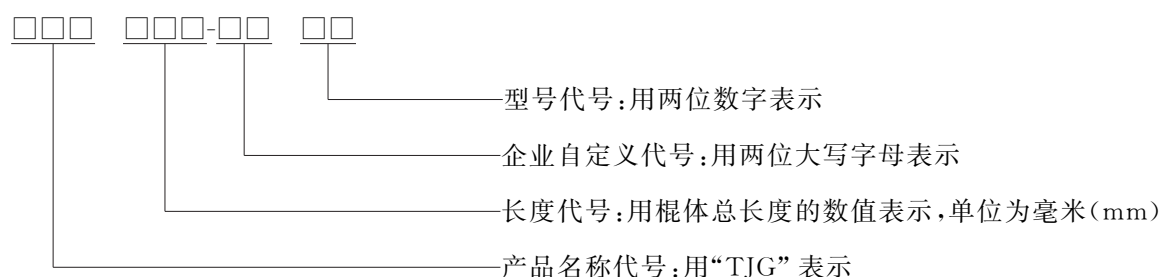 □□□ □□□-□□ □□
型号代号:用两位数字表示
企业自定义代号:用两位大写字母表示
长度代号:用棍体总长度的数值表示,单位为毫米(mm)
产品名称代号:用“TJG”表示